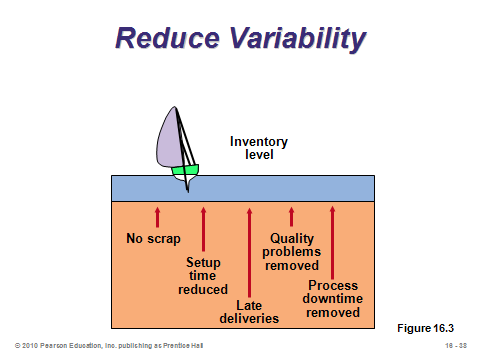 Reduce Variability
Inventory
level
No scrap
Setup
time
reduced
Late
deliveries
Quality
problems
removed
Process
downtime
removed
Figure 16.3
© 2010 Pearson Education, Inc. publishing as Prentice Hall
16 - 38